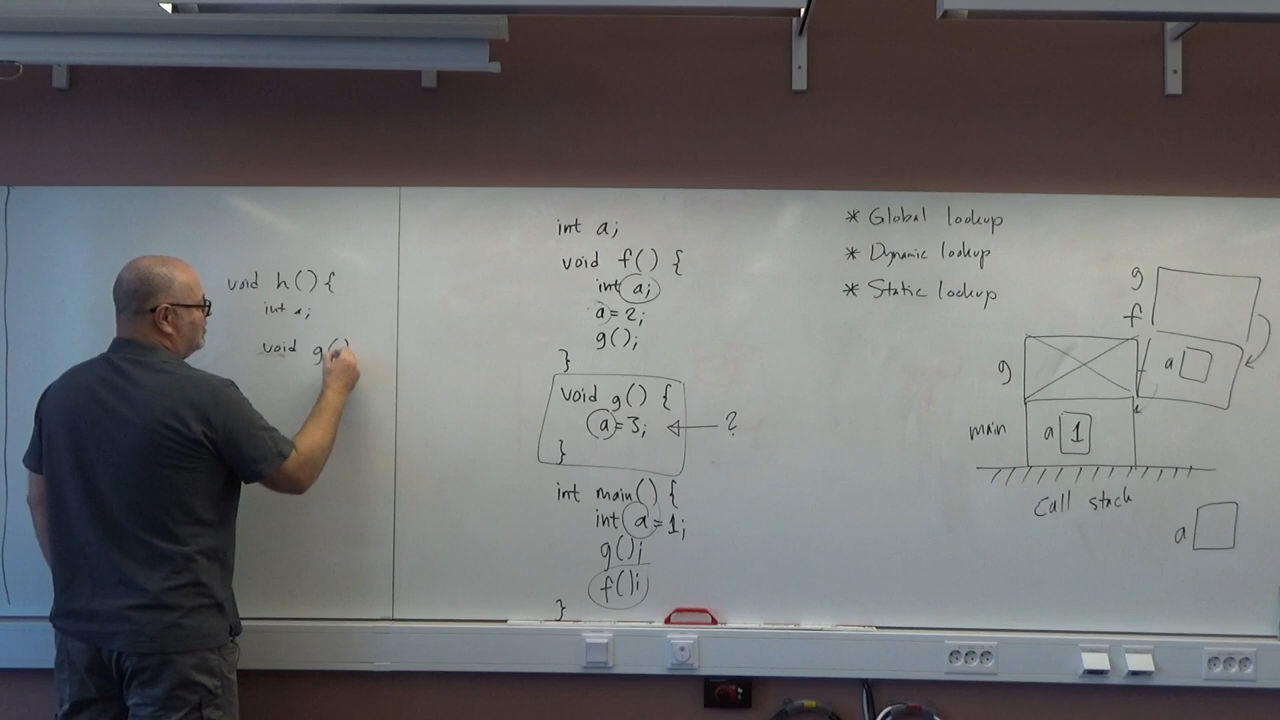 void h() {
int a;
void g()
int a;
void f() {
int a;
a = 2;
g();
}
void g() {
a = 3; ?
}
int main() {
int a = 1;
g();
f();
}
* Global lookup
* Dynamic lookup
* Static lookup
g
f
a
g
main a 1
Call stack
a